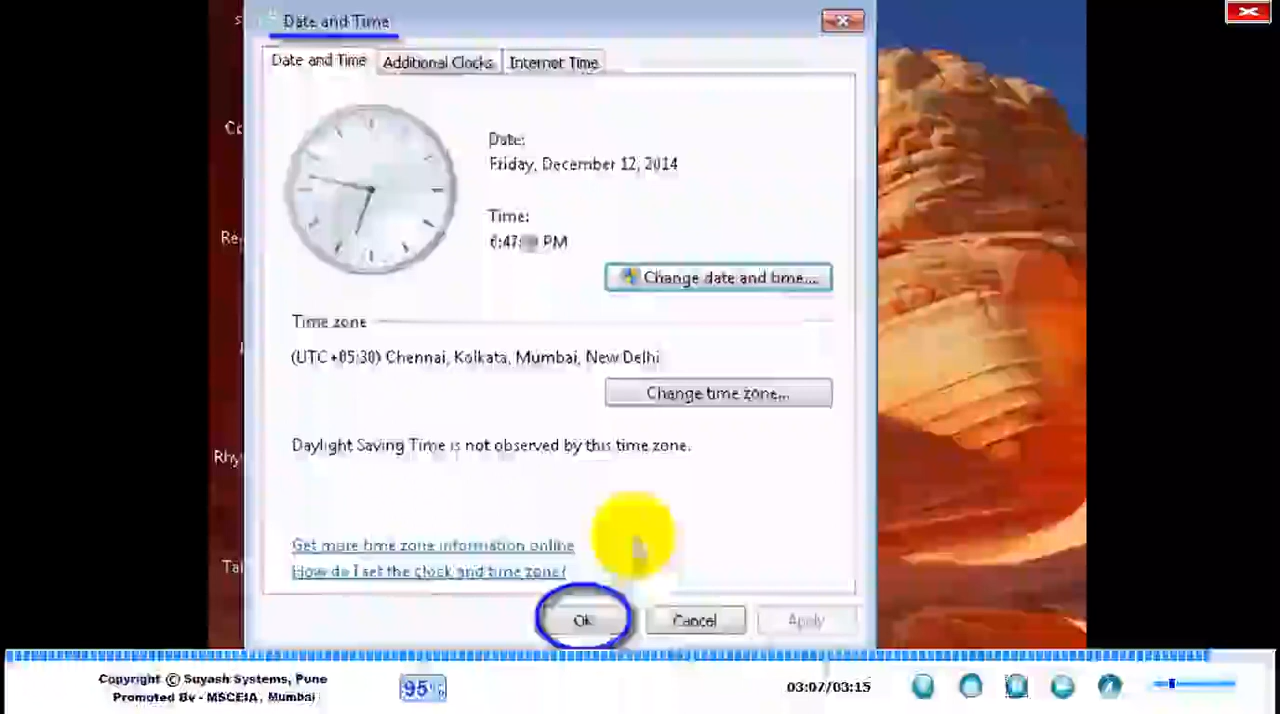 Date and Time
Date and Time
Additional Clocks
Internet Time
Date:
Friday, December 12, 2014
Time:
6:47: PM
Change date and time...
Time zone
(UTC +05:30) Chennai, Kolkata, Mumbai, New Delhi
Change time zone...
Daylight Saving Time is not observed by this time zone.
Get more time zone information online
How do I set the clock and time zone?
Ok
Cancel
Apply
Copyright © Suyash Systems, Pune
Promoted By - MSCEIA, Mumbai
95%
03:07/03:15